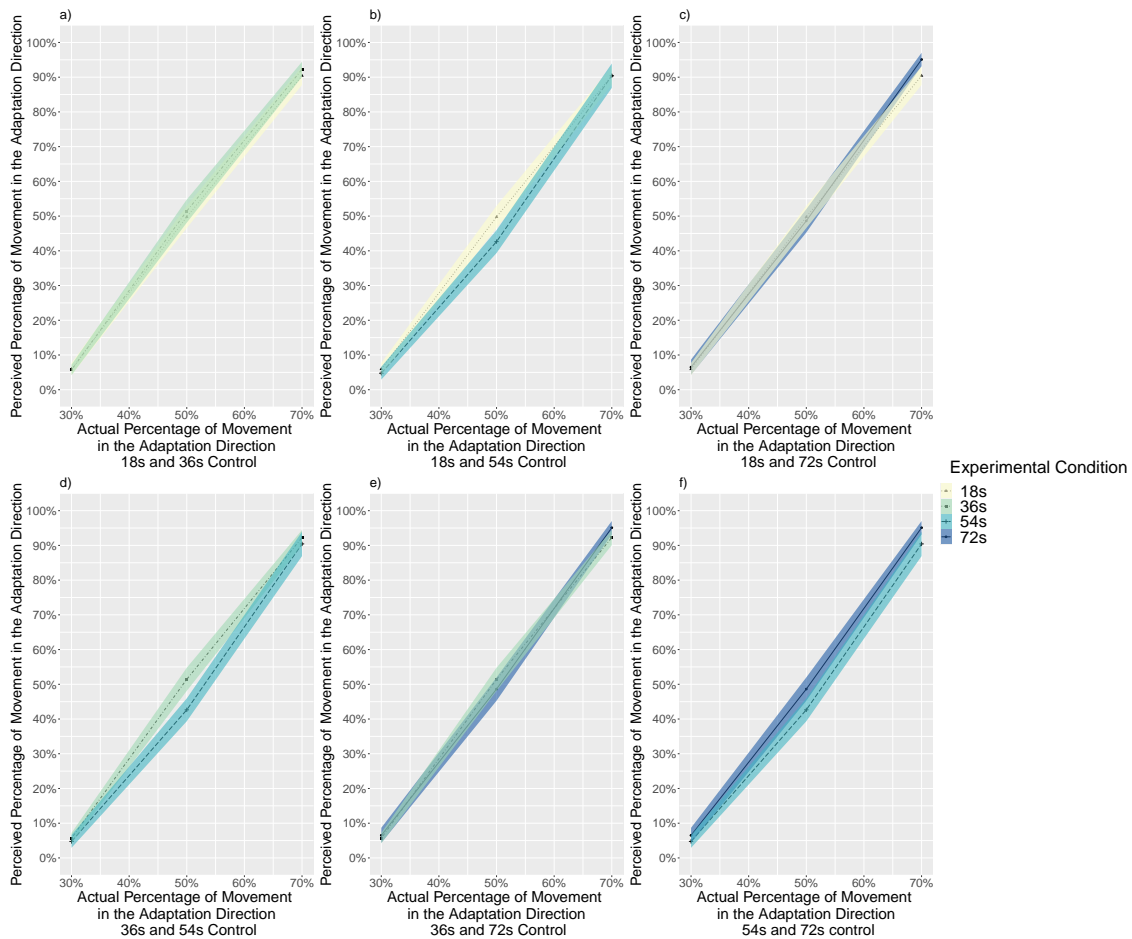 a)
b)
c)
Perceived Percentage of Movement in the Adaptation Direction
100%
90%
80%
70%
60%
50%
40%
30%
20%
10%
0%
30%
40%
50%
60%
70%
Actual Percentage of Movement
in the Adaptation Direction
18s and 36s Control
Perceived Percentage of Movement in the Adaptation Direction
100%
90%
80%
70%
60%
50%
40%
30%
20%
10%
0%
30%
40%
50%
60%
70%
Actual Percentage of Movement
in the Adaptation Direction
18s and 54s Control
Perceived Percentage of Movement in the Adaptation Direction
100%
90%
80%
70%
60%
50%
40%
30%
20%
10%
0%
30%
40%
50%
60%
70%
Actual Percentage of Movement
in the Adaptation Direction
18s and 72s Control
Experimental Condition
18s
36s
54s
72s
d)
e)
f)
Perceived Percentage of Movement in the Adaptation Direction
100%
90%
80%
70%
60%
50%
40%
30%
20%
10%
0%
30%
40%
50%
60%
70%
Actual Percentage of Movement
in the Adaptation Direction
36s and 54s Control
Perceived Percentage of Movement in the Adaptation Direction
100%
90%
80%
70%
60%
50%
40%
30%
20%
10%
0%
30%
40%
50%
60%
70%
Actual Percentage of Movement
in the Adaptation Direction
36s and 72s Control
Perceived Percentage of Movement in the Adaptation Direction
100%
90%
80%
70%
60%
50%
40%
30%
20%
10%
0%
30%
40%
50%
60%
70%
Actual Percentage of Movement
in the Adaptation Direction
54s and 72s control